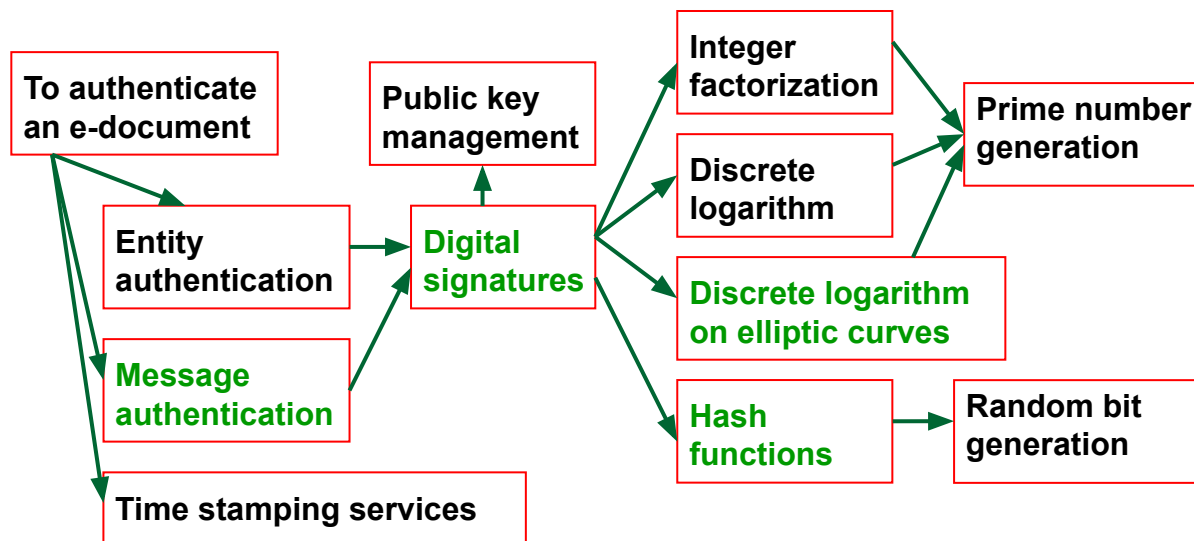 To authenticate
an e-document
Public key
management
Integer
factorization
Prime number
generation
Discrete
logarithm
Entity
authentication
Digital
signatures
Discrete logarithm
on elliptic curves
Message
authentication
Hash
functions
Random bit
generation
Time stamping services